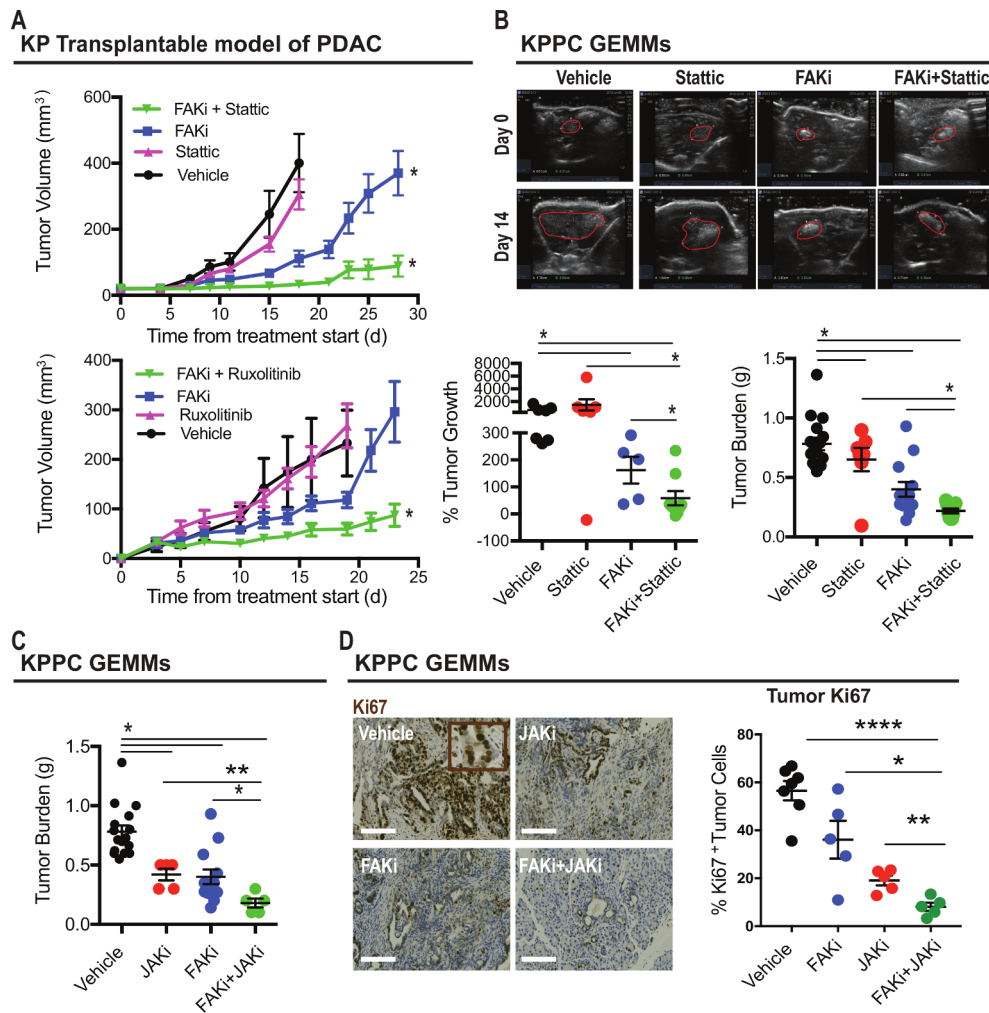 A
KP Transplantable model of PDAC
600
400
200
0
Tumor Volume (mm³)
FAKi + Stattic
FAKi
Stattic
Vehicle
*
*
0 5 10 15 20 25 30
Time from treatment start (d)
400
300
200
100
0
Tumor Volume (mm³)
FAKi + Ruxolitinib
FAKi
Ruxolitinib
Vehicle
*
0 5 10 15 20 25
Time from treatment start (d)
B
KPPC GEMMs
Vehicle Stattic FAKi FAKi+Stattic
Day 0
Day 14
% Tumor Growth
8000
6000
4000
2000
300
200
100
0
-100
*
*
*
Vehicle Stattic FAKi FAKi+Stattic
Tumor Burden (g)
1.5
1.0
0.5
0.0
*
*
Vehicle Stattic FAKi FAKi+Stattic
C
KPPC GEMMs
Tumor Burden (g)
1.5
1.0
0.5
0.0
*
**
*
Vehicle JAKi FAKi FAKi+JAKi
D
KPPC GEMMs
Ki67
Vehicle JAKi
FAKi FAKi+JAKi
Tumor Ki67
% Ki67 +Tumor Cells
80
60
40
20
0
****
*
**
Vehicle FAKi JAKi FAKi+JAKi